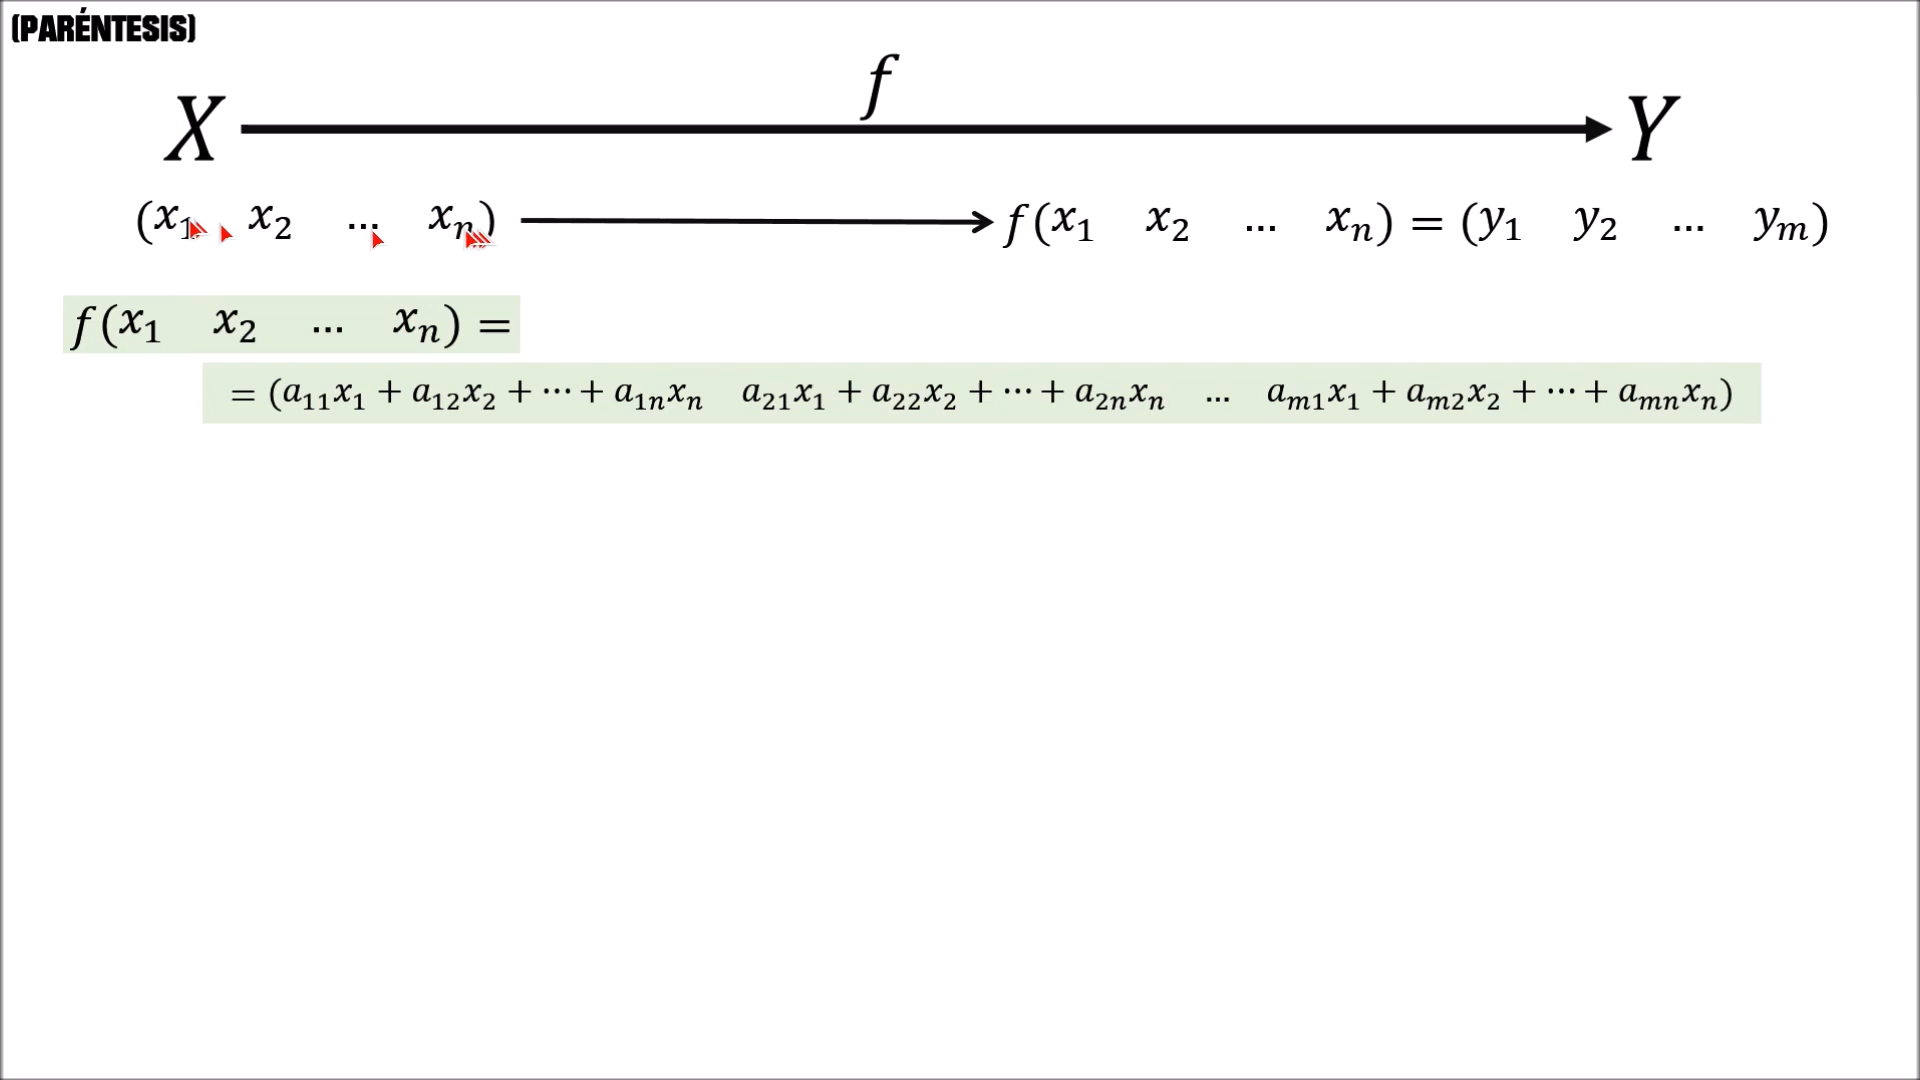 (PARÉNTESIS)
f
X Y
(x₁ x₂ … xₙ) f(x₁ x₂ … xₙ) = (y₁ y₂ … yₘ)
f(x₁ x₂ … xₙ) =
= (a₁₁x₁ + a₁₂x₂ + ⋯ + a₁ₙxₙ a₂₁x₁ + a₂₂x₂ + ⋯ + a₂ₙxₙ … aₘ₁x₁ + aₘ₂x₂ + ⋯ + aₘₙxₙ)